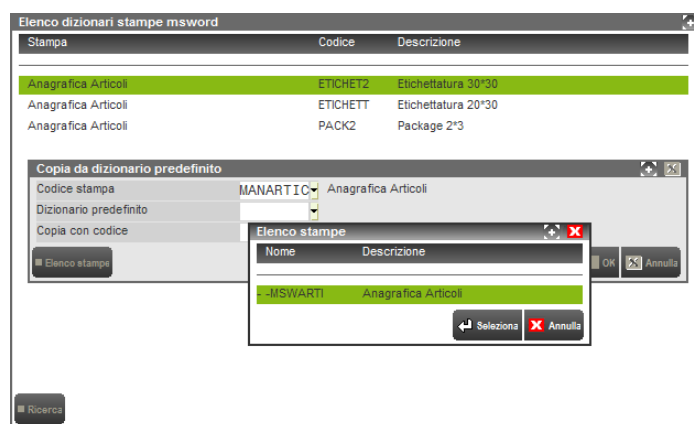 Elenco dizionari stampe msword
Stampa Codice Descrizione
Anagrafica Articoli ETICHET2 Etichettatura 30*30
Anagrafica Articoli ETICHETT Etichettatura 20*30
Anagrafica Articoli PACK2 Package 2*3
Copia da dizionario predefinito
Codice stampa MANARTIC Anagrafica Articoli
Dizionario predefinito
Copia con codice
Elenco stampe
Nome Descrizione
- -MSWARTI Anagrafica Articoli
Seleziona Annulla
Elenco stampe OK Annulla
Ricerca